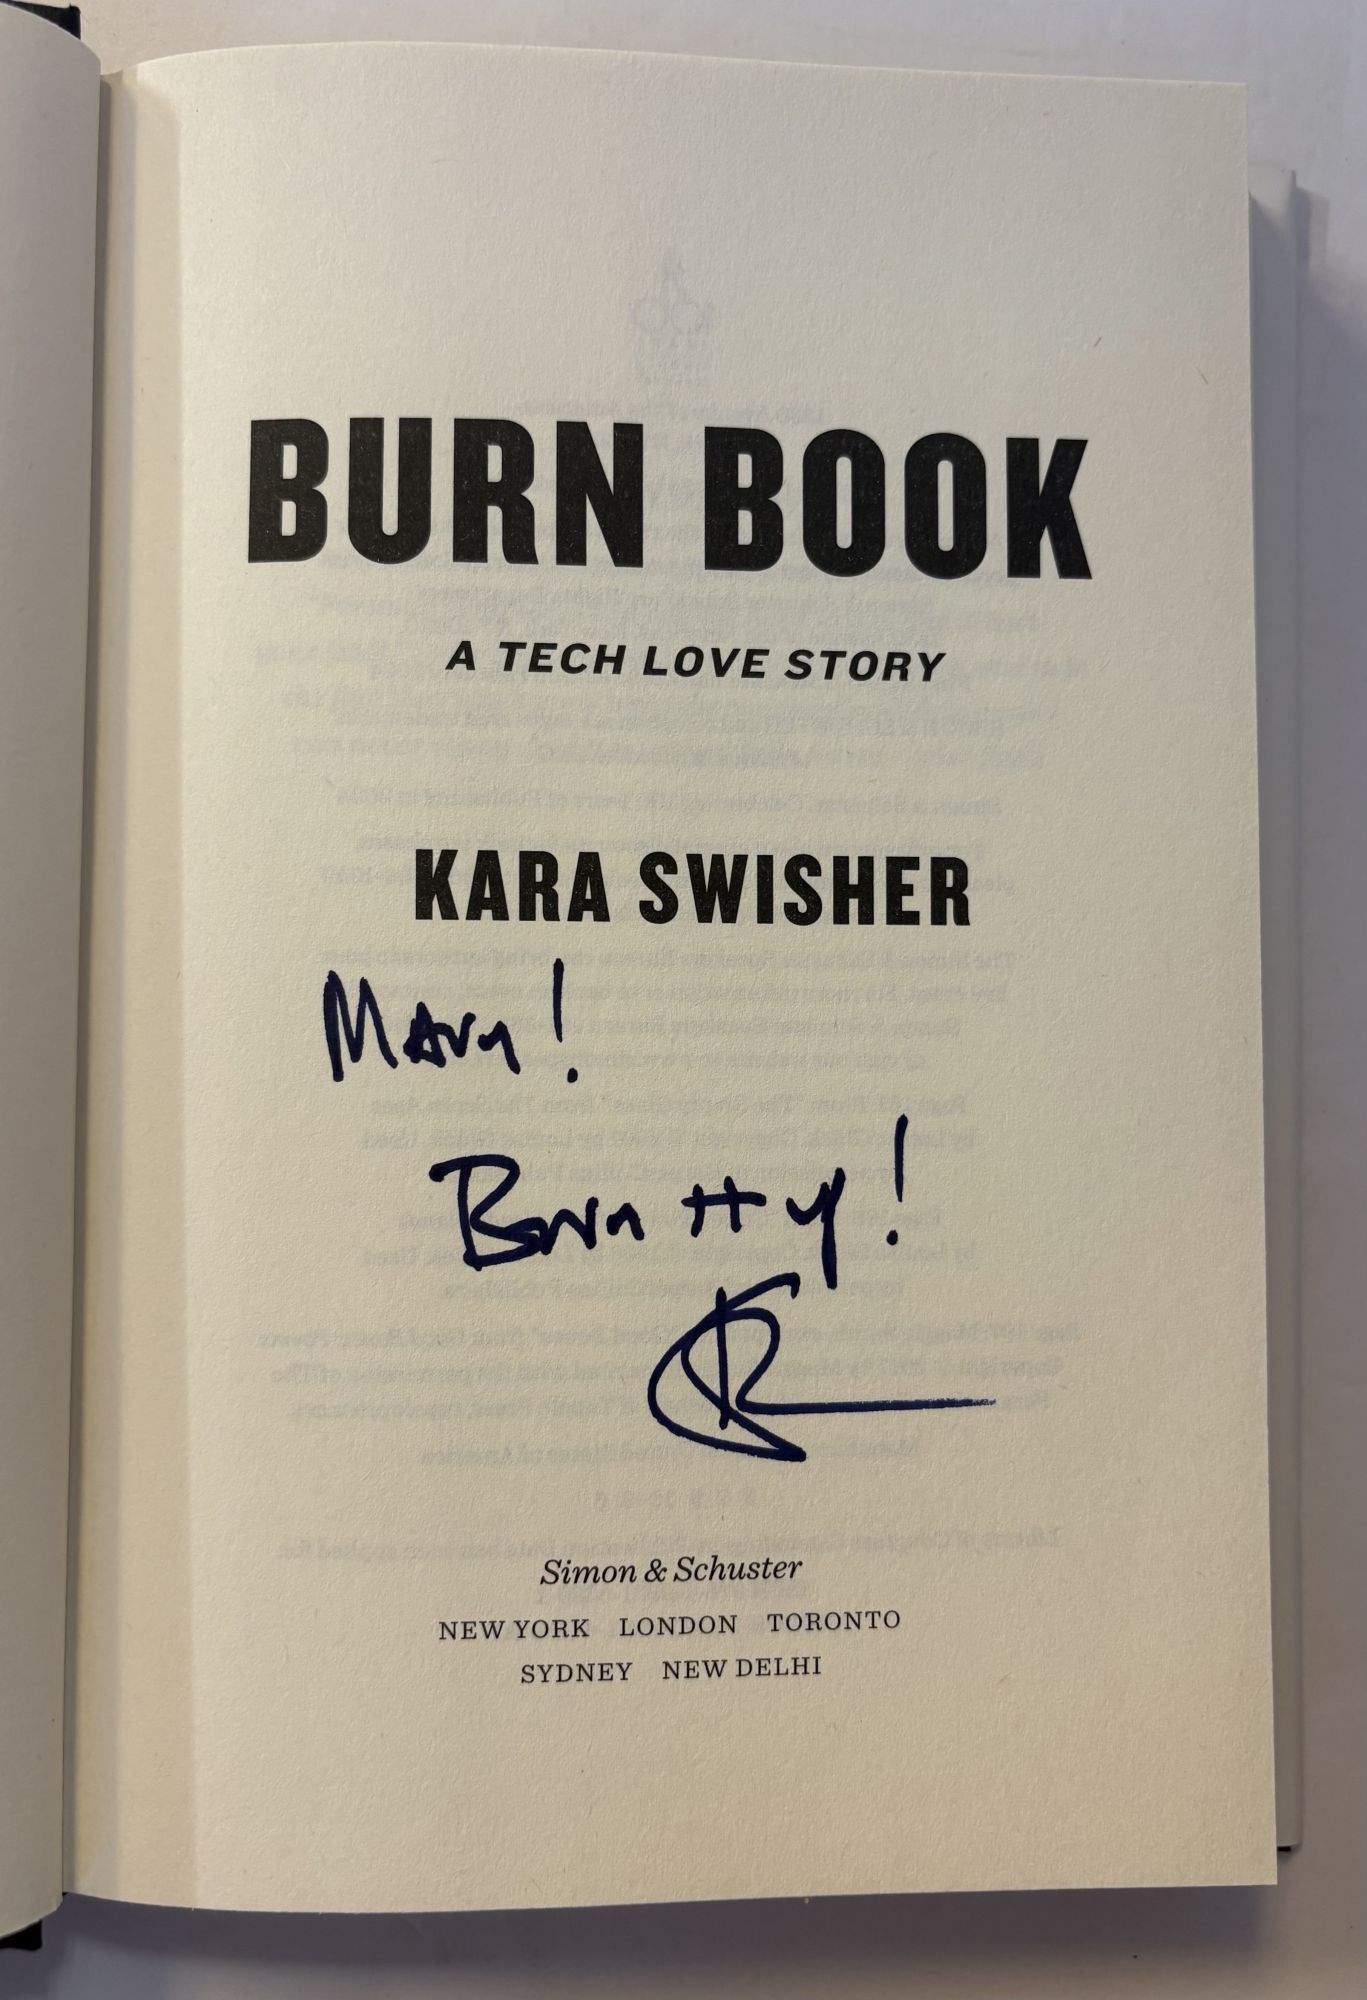 BURN BOOK
A TECH LOVE STORY
KARA SWISHER
Burn it up!
Simon & Schuster
NEW YORK LONDON TORONTO
SYDNEY NEW DELHI